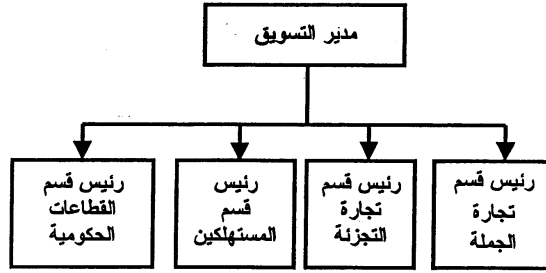 مدير التسويق
رئيس قسم
تجارة
الجملة
رئيس قسم
تجارة
التجزئة
رئيس
قسم
المستهلكين
رئيس قسم
القطاعات
الحكومية